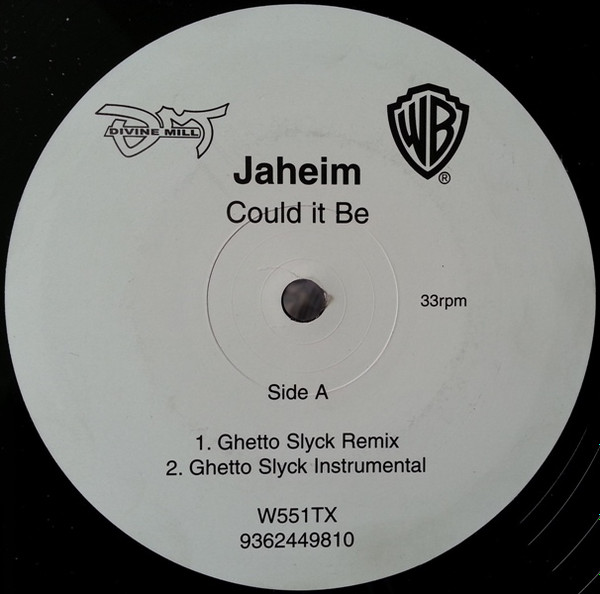 DMT
DIVINE MILL
WB
®
Jaheim
Could it Be
33rpm
Side A
1. Ghetto Slyck Remix
2. Ghetto Slyck Instrumental
W551TX
9362449810